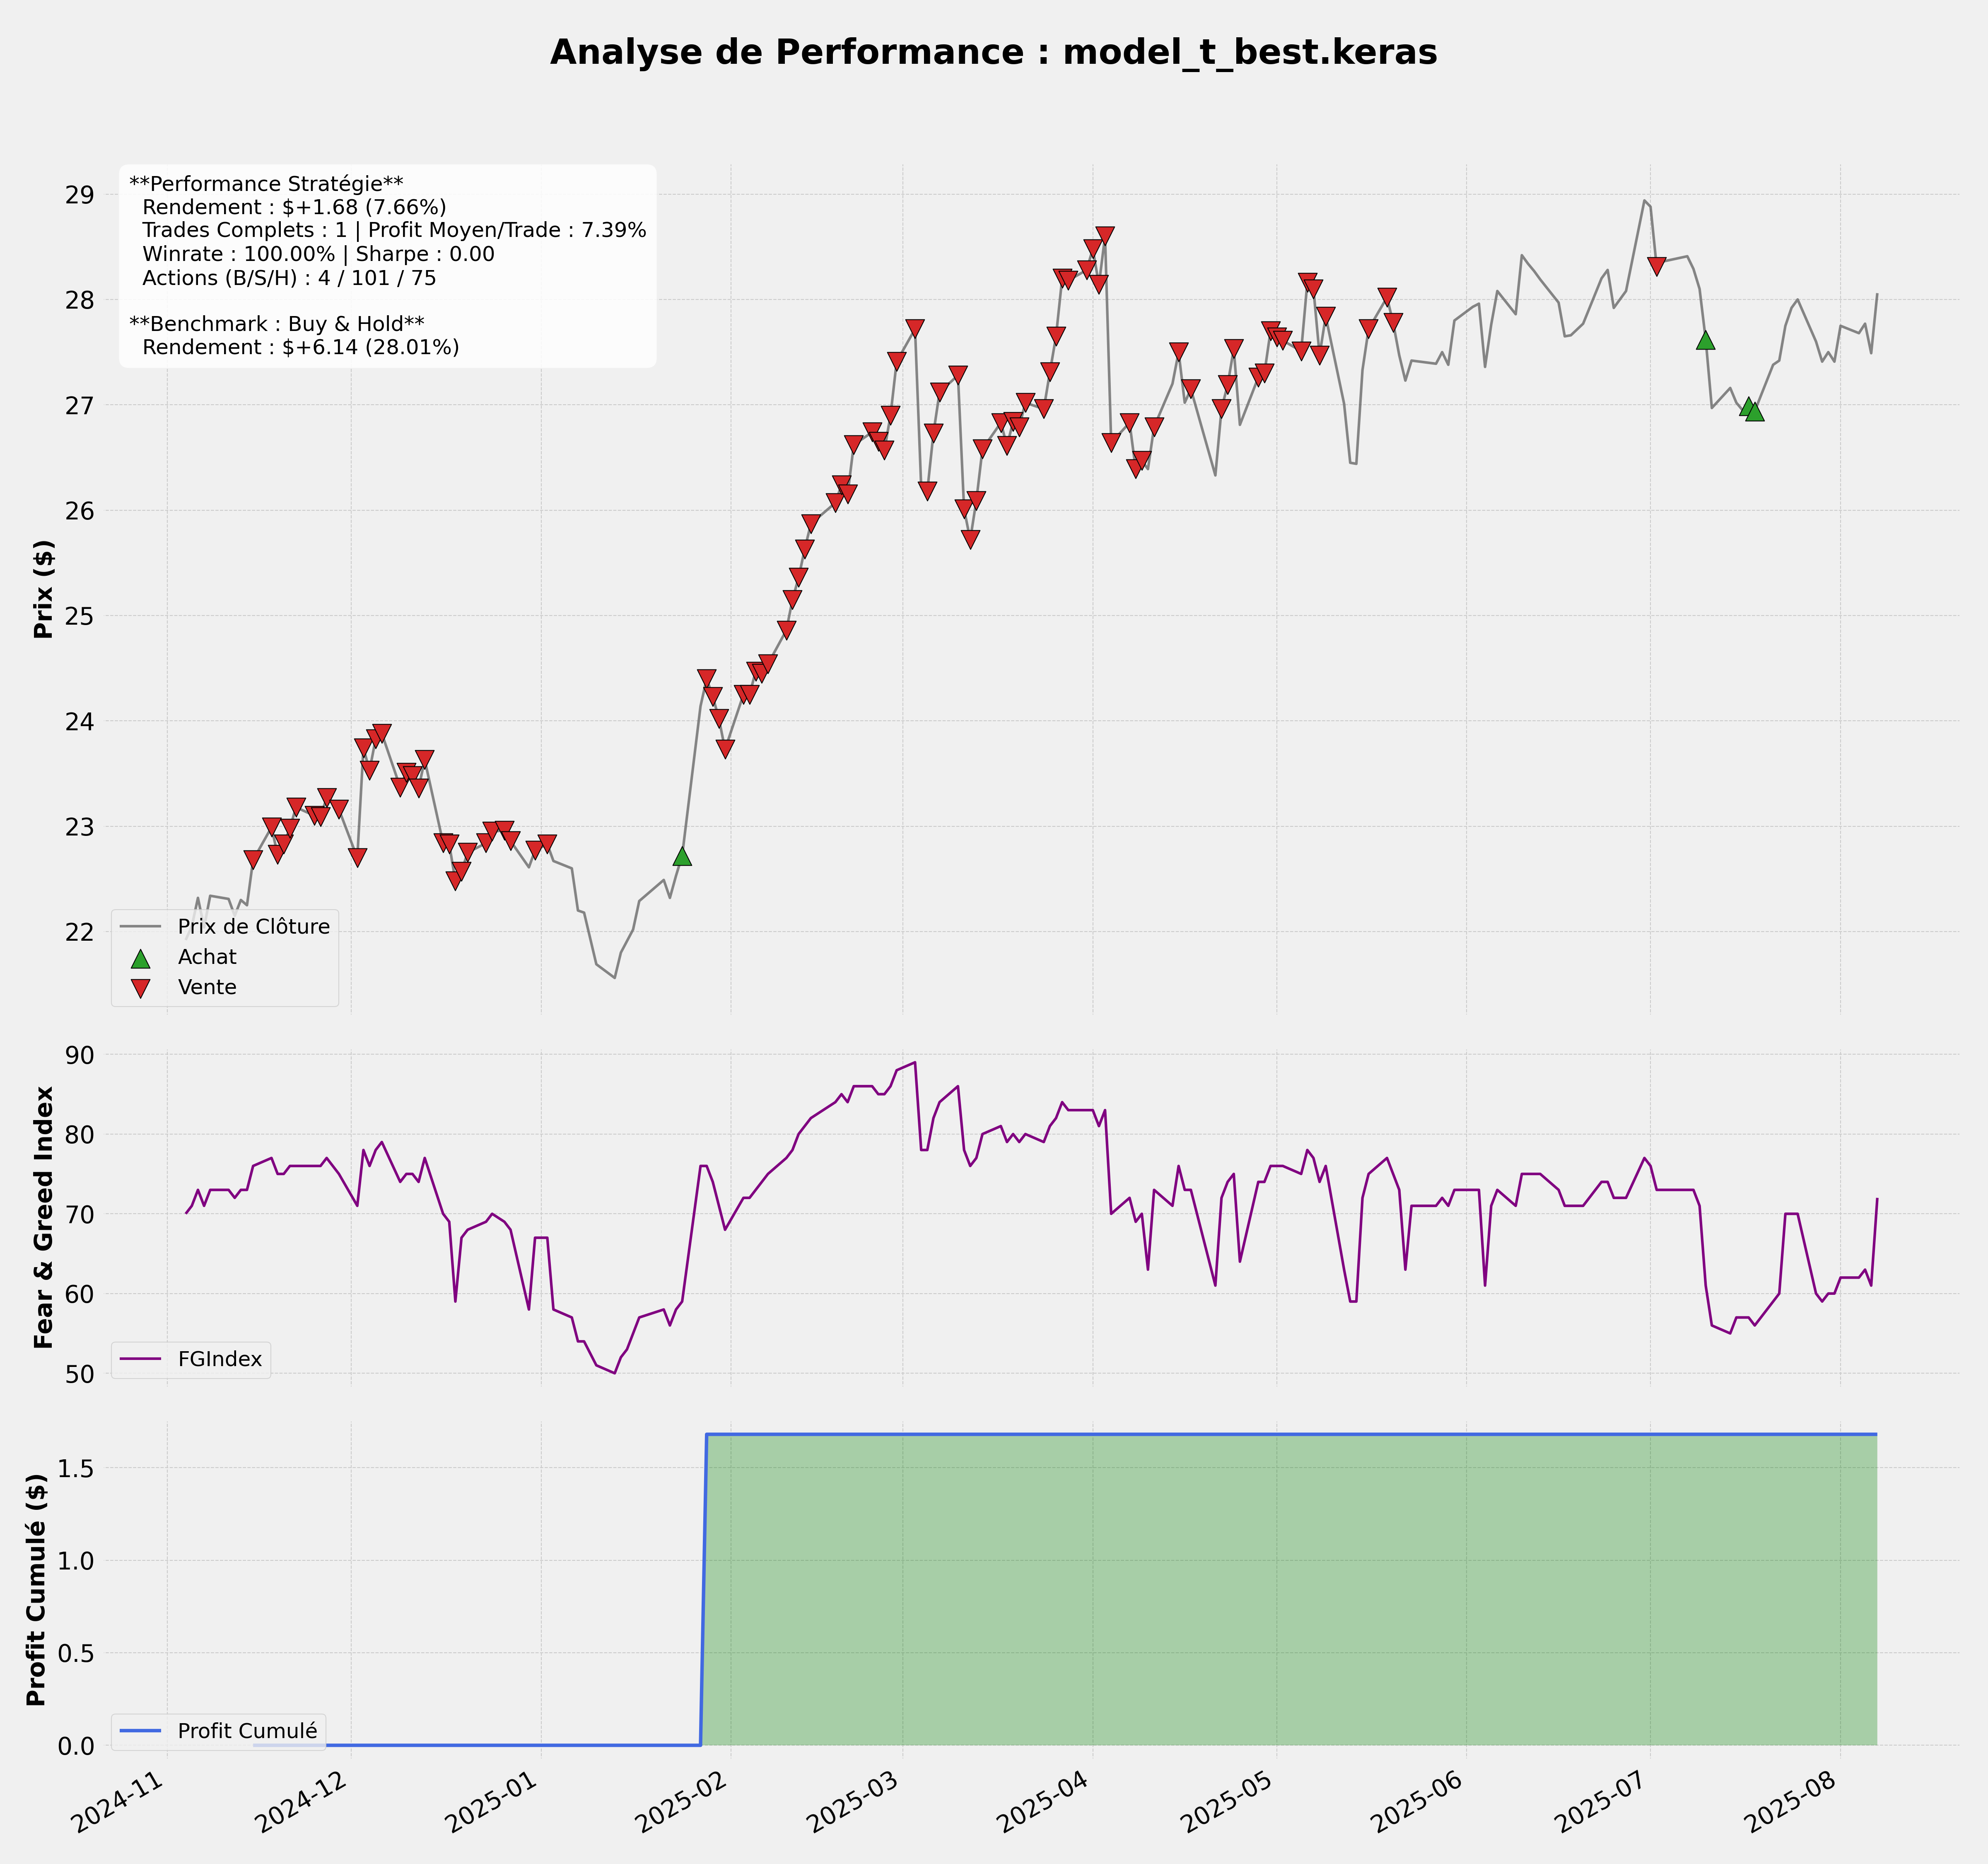 Analyse de Performance : model_t_best.keras
**Performance Stratégie**
Rendement : $+1.68 (7.66%)
Trades Complets : 1 | Profit Moyen/Trade : 7.39%
Winrate : 100.00% | Sharpe : 0.00
Actions (B/S/H) : 4 / 101 / 75
**Benchmark : Buy & Hold**
Rendement : $+6.14 (28.01%)
Prix ($)
29
28
27
26
25
24
23
22
Prix de Clôture
Achat
Vente
Fear & Greed Index
90
80
70
60
50
FGIndex
Profit Cumulé ($)
1.5
1.0
0.5
0.0
Profit Cumulé
2024-11
2024-12
2025-01
2025-02
2025-03
2025-04
2025-05
2025-06
2025-07
2025-08